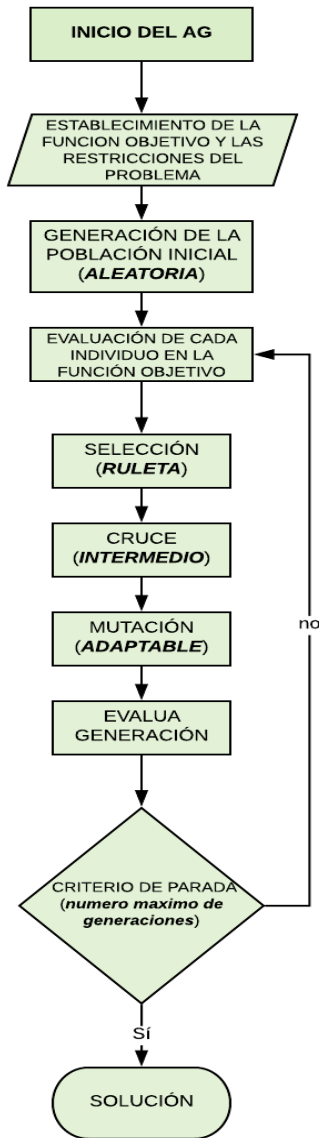 INICIO DEL AG
ESTABLECIMIENTO DE LA
FUNCION OBJETIVO Y LAS
RESTRICCIONES DEL
PROBLEMA
GENERACIÓN DE LA
POBLACIÓN INICIAL
(ALEATORIA)
EVALUACIÓN DE CADA
INDIVIDUO EN LA
FUNCIÓN OBJETIVO
SELECCIÓN
(RULETA)
CRUCE
(INTERMEDIO)
MUTACIÓN
(ADAPTABLE)
EVALUA
GENERACIÓN
CRITERIO DE PARADA
(numero maximo de
generaciones)
no
Sí
SOLUCIÓN